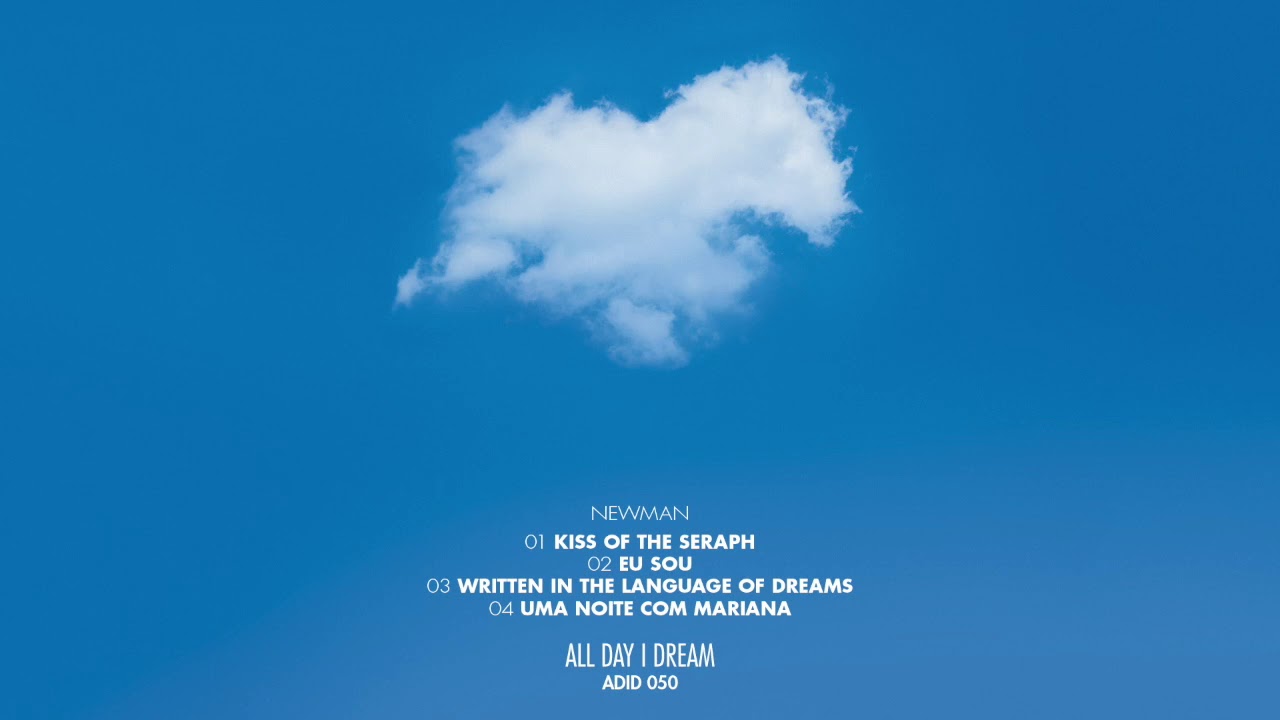 NEWMAN
01 KISS OF THE SERAPH
02 EU SOU
03 WRITTEN IN THE LANGUAGE OF DREAMS
04 UMA NOITE COM MARIANA
ALL DAY I DREAM
ADID 050